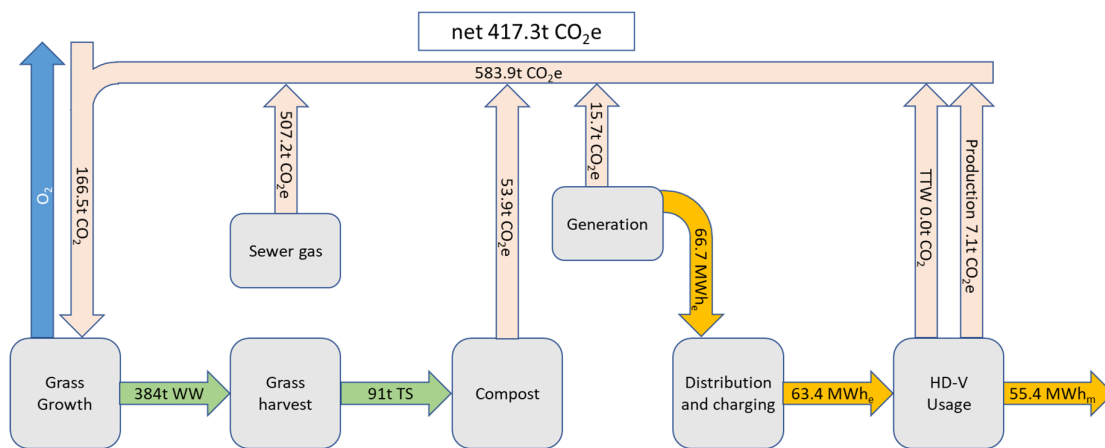 net 417.3t CO₂e
583.9t CO₂e
O₂
166.5t CO₂
507.2t CO₂e
53.9t CO₂e
15.7t CO₂e
TTW 0.0t CO₂
Production 7.1t CO₂e
Sewer gas
Generation
66.7 MWhₑ
Grass
Growth
384t WW
Grass
harvest
91t TS
Compost
Distribution
and charging
63.4 MWhₑ
HD-V
Usage
55.4 MWhₘ